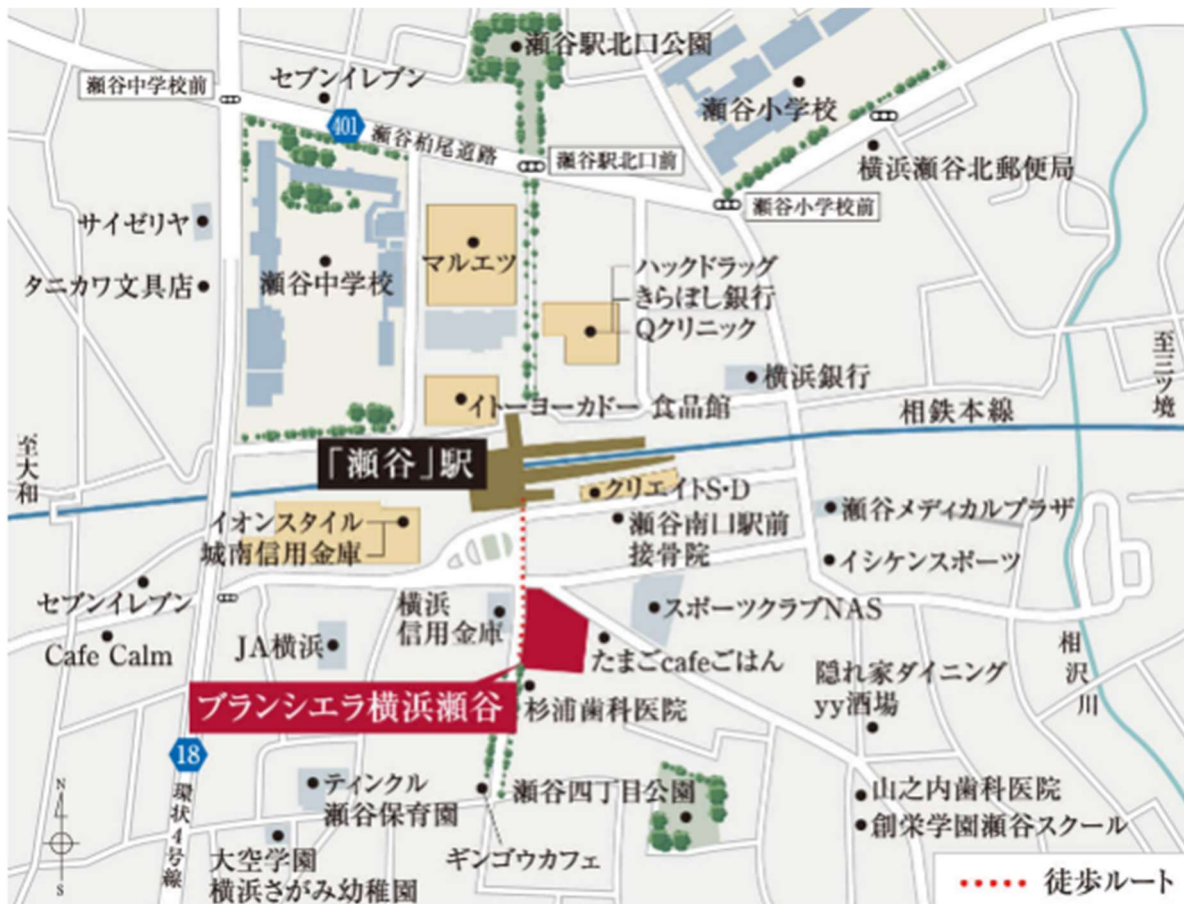 瀬谷駅北口公園
セブンイレブン
瀬谷中学校前
401
瀬谷柏尾道路
瀬谷駅北口前
瀬谷小学校
横浜瀬谷北郵便局
瀬谷小学校前
サイゼリヤ
タニカワ文具店
瀬谷中学校
マルエツ
ハックドラッグ
きらぼし銀行
Qクリニック
横浜銀行
イトーヨーカドー 食品館
相鉄本線
至三ツ境
至大和
「瀬谷」駅
クリエイトS・D
瀬谷南口駅前
接骨院
瀬谷メディカルプラザ
イシケンスポーツ
イオンスタイル
城南信用金庫
セブンイレブン
Cafe Calm
JA横浜
横浜
信用金庫
スポーツクラブNAS
たまごcafeごはん
隠れ家ダイニング
yy酒場
相沢川
ブランシエラ横浜瀬谷
杉浦歯科医院
18
環状4号線
ティンクル
瀬谷保育園
瀬谷四丁目公園
山之内歯科医院
創栄学園瀬谷スクール
大空学園
横浜さがみ幼稚園
ギンゴウカフェ
N
S
徒歩ルート